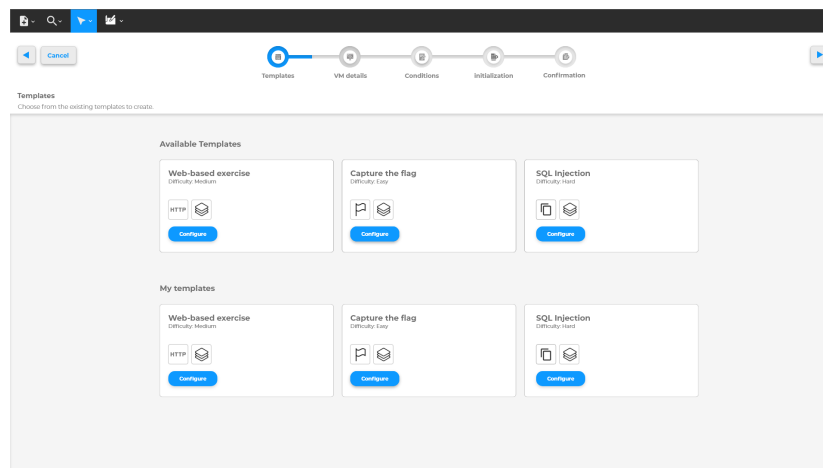 Cancel
Templates
VM details
Conditions
Initialization
Confirmation
Templates
Choose from the existing templates to create.
Available Templates
Web-based exercise
Difficulty: Medium
HTTP
Configure
Capture the flag
Difficulty: Easy
Configure
SQL Injection
Difficulty: Hard
Configure
My templates
Web-based exercise
Difficulty: Medium
HTTP
Configure
Capture the flag
Difficulty: Easy
Configure
SQL Injection
Difficulty: Hard
Configure